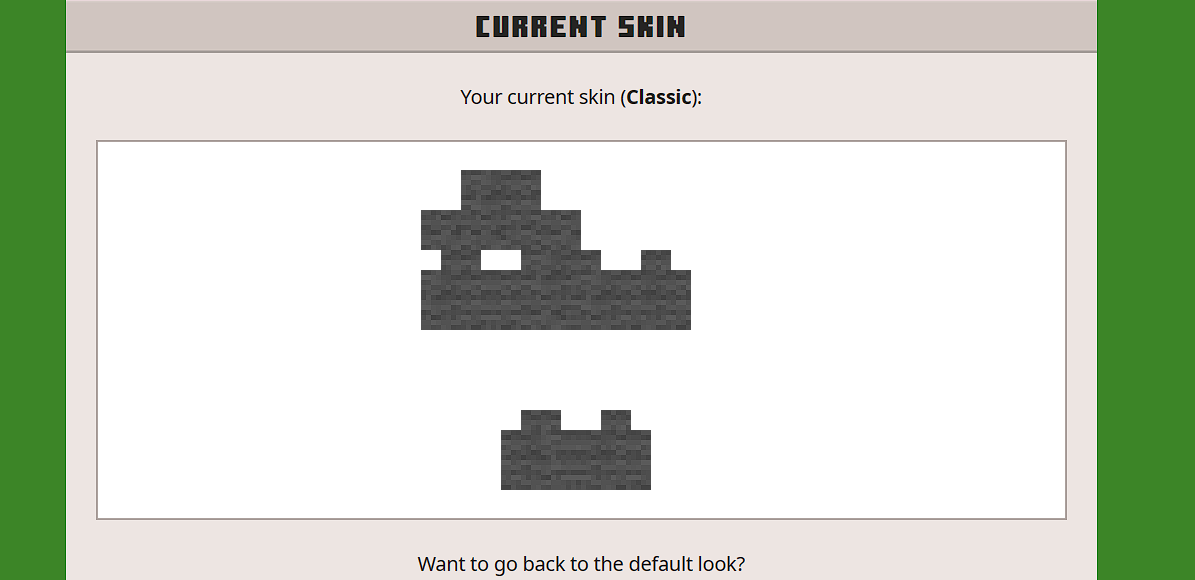 CURRENT SKIN
Your current skin (Classic):
Want to go back to the default look?